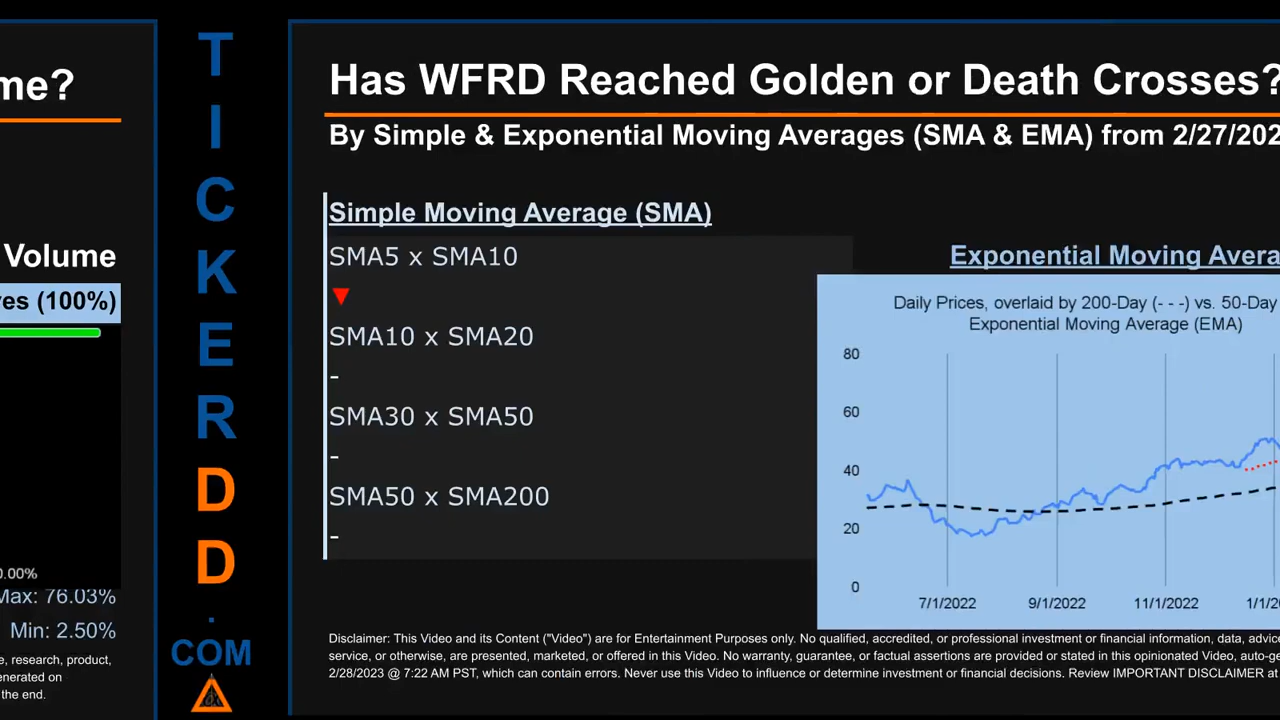 me?
Volume
es (100%)
0.00%
Max: 76.03%
Min: 2.50%
e, research, product,
enerated on
the end.
TICKERDD
.
COM
Has WFRD Reached Golden or Death Crosses?
By Simple & Exponential Moving Averages (SMA & EMA) from 2/27/202
Simple Moving Average (SMA)
SMA5 x SMA10
▼
SMA10 x SMA20
-
SMA30 x SMA50
-
SMA50 x SMA200
-
Exponential Moving Avera
Daily Prices, overlaid by 200-Day (- - -) vs. 50-Day
Exponential Moving Average (EMA)
80
60
40
20
0
7/1/2022 9/1/2022 11/1/2022 1/1/20
Disclaimer: This Video and its Content ("Video") are for Entertainment Purposes only. No qualified, accredited, or professional investment or financial information, data, advice
service, or otherwise, are presented, marketed, or offered in this Video. No warranty, guarantee, or factual assertions are provided or stated in this opinionated Video, auto-ge
2/28/2023 @ 7:22 AM PST, which can contain errors. Never use this Video to influence or determine investment or financial decisions. Review IMPORTANT DISCLAIMER at